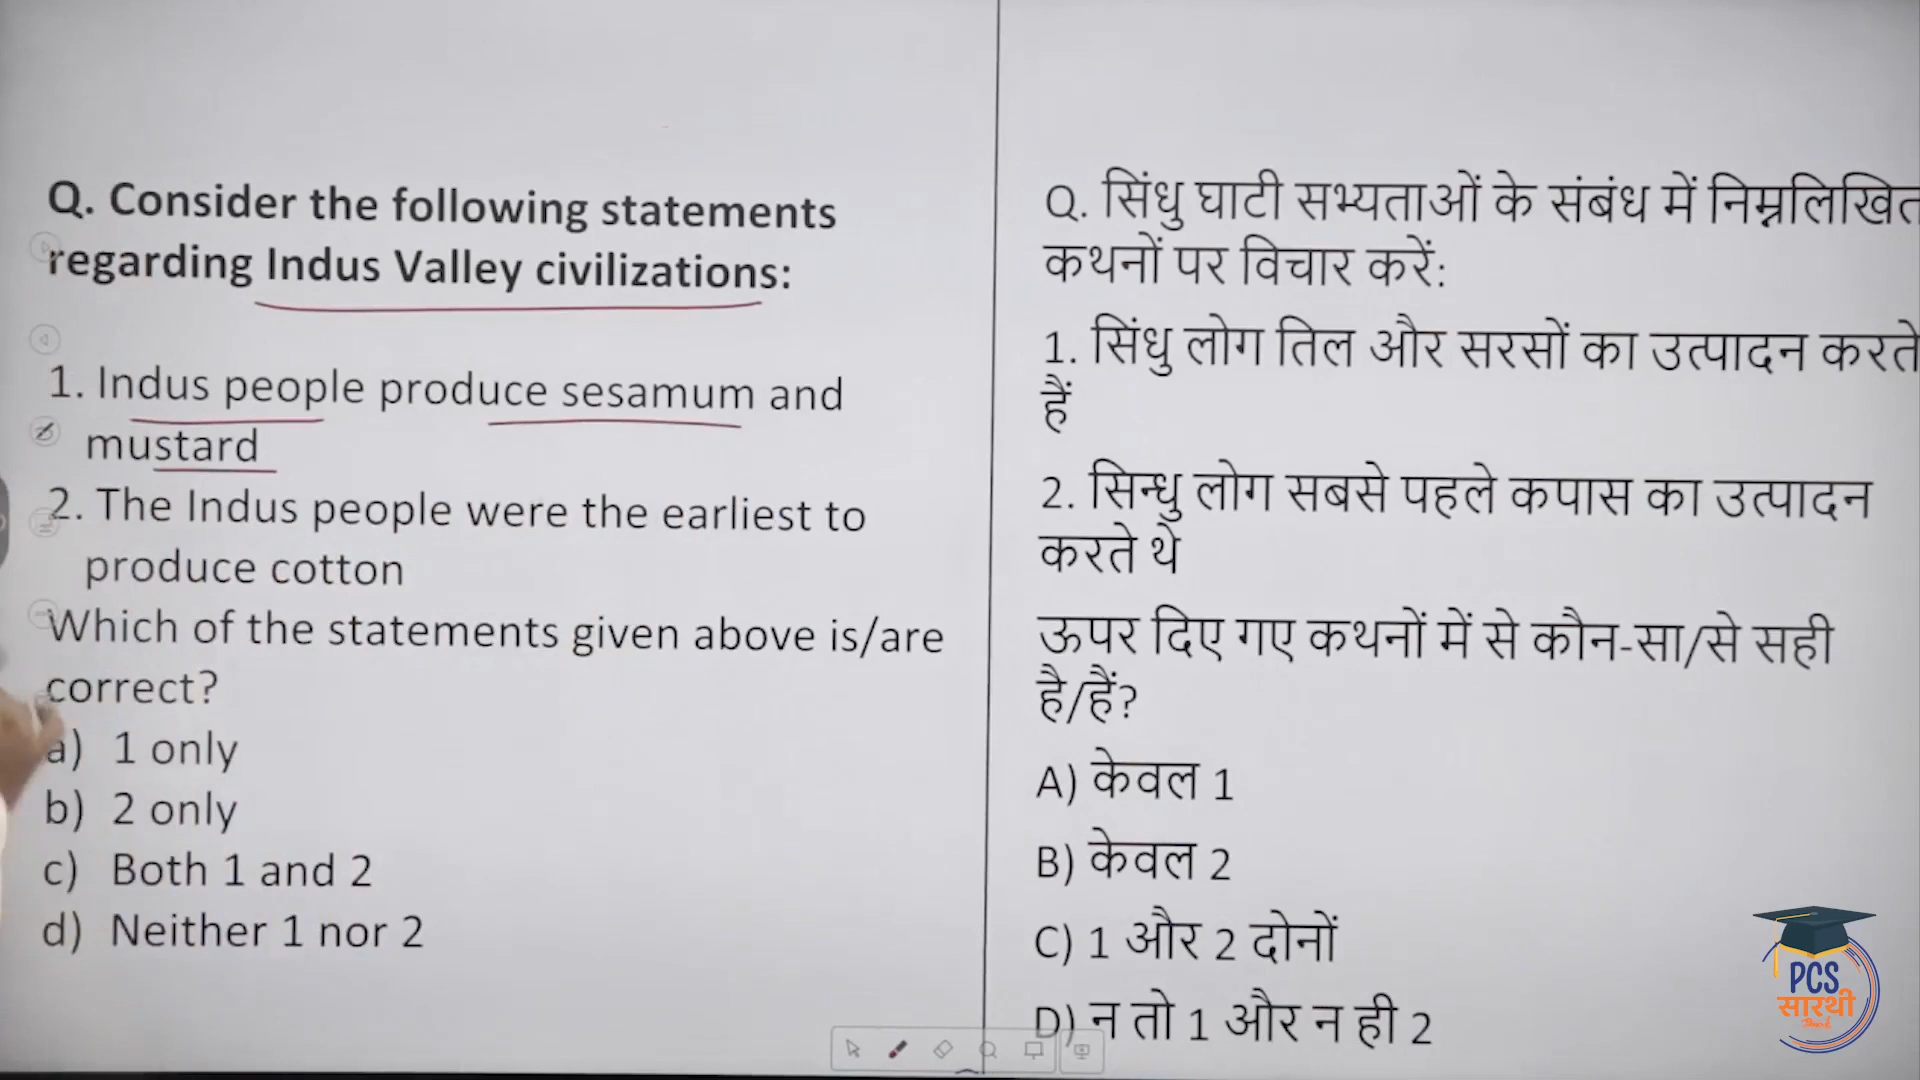 Q. Consider the following statements
regarding Indus Valley civilizations:
1. Indus people produce sesamum and
mustard
2. The Indus people were the earliest to
produce cotton
Which of the statements given above is/are
correct?
a) 1 only
b) 2 only
c) Both 1 and 2
d) Neither 1 nor 2
Q. सिंधु घाटी सभ्यताओं के संबंध में निम्नलिखित
कथनों पर विचार करें:
1. सिंधु लोग तिल और सरसों का उत्पादन करते
हैं
2. सिन्धु लोग सबसे पहले कपास का उत्पादन
करते थे
ऊपर दिए गए कथनों में से कौन-सा/से सही
है/हैं?
A) केवल 1
B) केवल 2
C) 1 और 2 दोनों
D) न तो 1 और न ही 2
PCS
सारथी